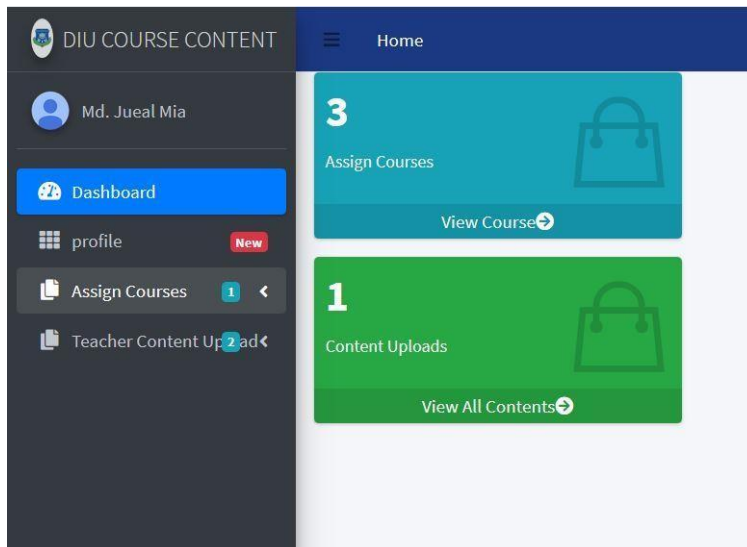 DIU COURSE CONTENT
Home
Md. Jueal Mia
Dashboard
profile New
Assign Courses 1
Teacher Content Up 2 ad
3
Assign Courses
View Course
1
Content Uploads
View All Contents